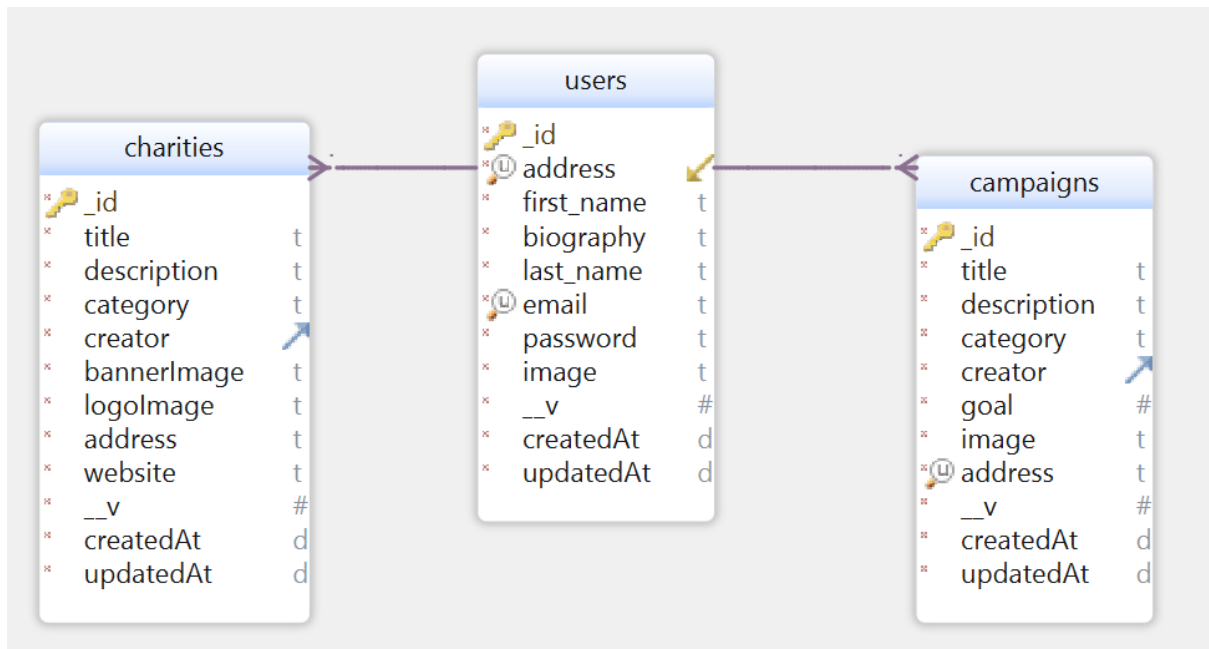 charities
_id
title t
description t
category t
creator
bannerImage t
logoImage t
address t
website t
__v #
createdAt d
updatedAt d
users
_id
u address
first_name t
biography t
last_name t
u email t
password t
image t
__v #
createdAt d
updatedAt d
campaigns
_id
title t
description t
category t
creator
goal #
image t
u address t
__v #
createdAt d
updatedAt d